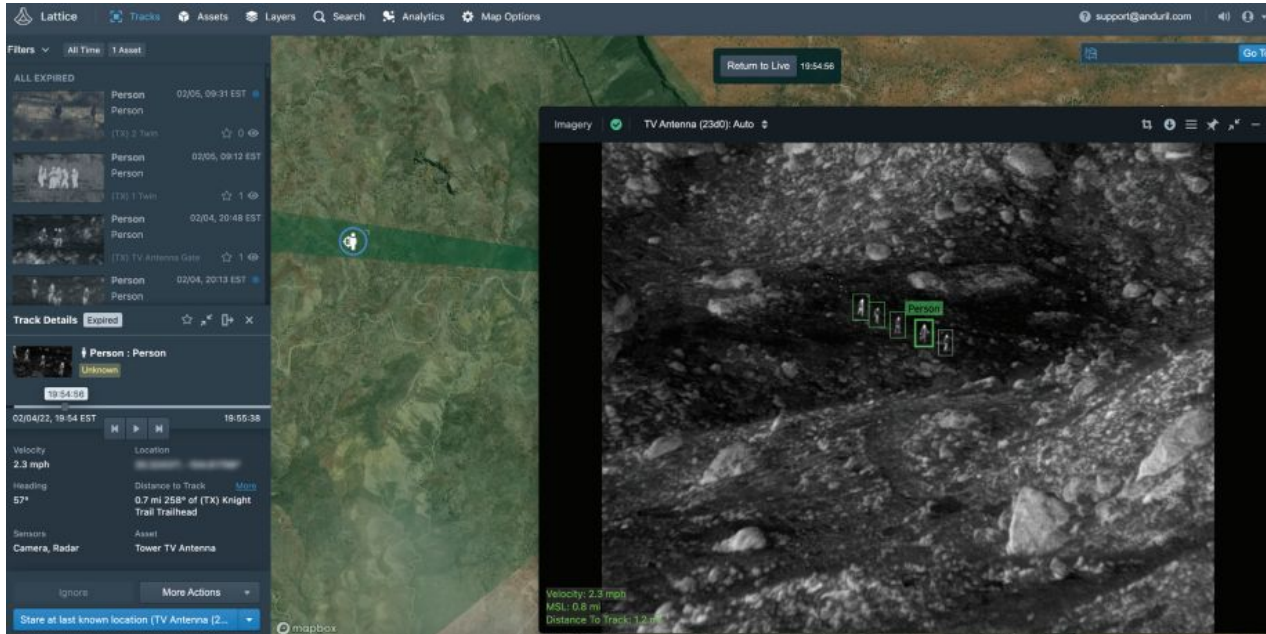 Lattice
Tracks
Assets
Layers
Search
Analytics
Map Options
support@anduril.com
Filters
All Time
1 Asset
Return to Live
19:54:56
Go To
ALL EXPIRED
Person
02/05, 09:31 EST
Person
(TX) 2 Twin
0
Person
02/05, 09:12 EST
Person
(TX) 1 Twin
1
Person
02/04, 20:48 EST
Person
(TX) TV Antenna Gate
1
Person
02/04, 20:13 EST
Person
Track Details
Expired
Person : Person
Unknown
19:54:56
02/04/22, 19:54 EST
19:55:38
Velocity
Location
2.3 mph
Heading
Distance to Track
More
57°
0.7 mi 258° of (TX) Knight
Trail Trailhead
Sensors
Asset
Camera, Radar
Tower TV Antenna
Ignore
More Actions
Stare at last known location (TV Antenna (2...
mapbox
Imagery
TV Antenna (23d0): Auto
Person
Velocity: 2.3 mph
MSL: 0.8 mi
Distance To Track: 1.2